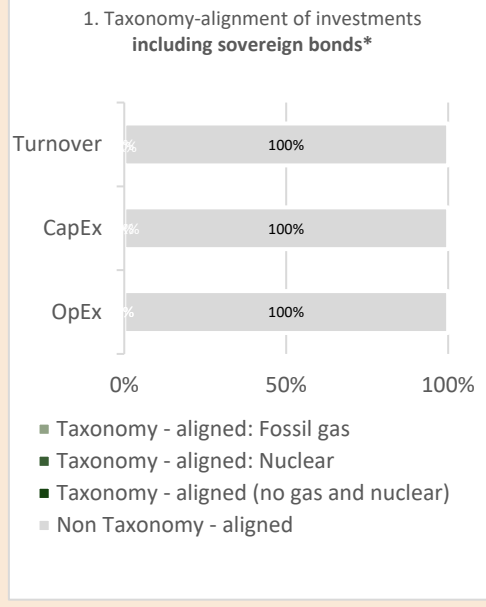 1. Taxonomy-alignment of investments
including sovereign bonds*
Turnover
100%
CapEx
100%
OpEx
100%
0% 50% 100%
Taxonomy - aligned: Fossil gas
Taxonomy - aligned: Nuclear
Taxonomy - aligned (no gas and nuclear)
Non Taxonomy - aligned